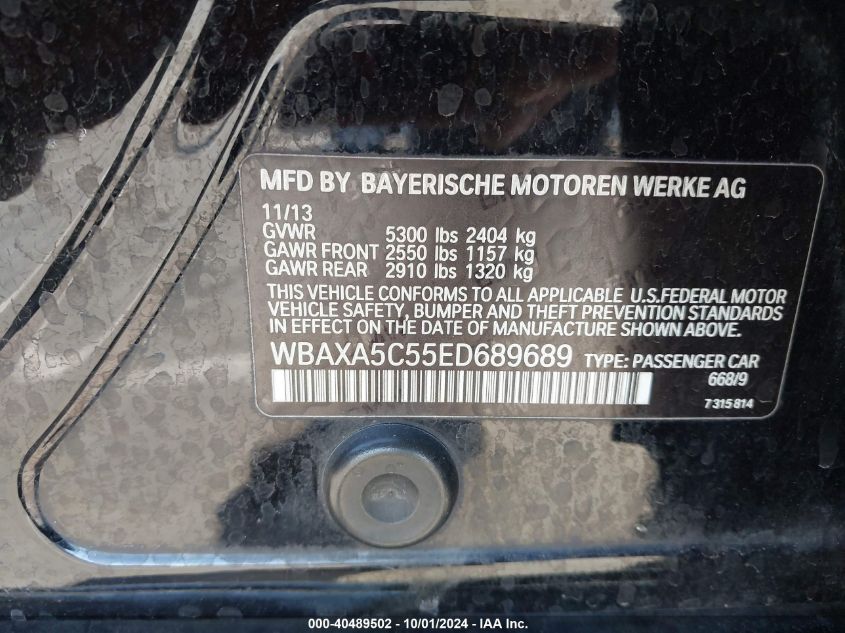 MFD BY BAYERISCHE MOTOREN WERKE AG
11/13
GVWR 5300 lbs 2404 kg
GAWR FRONT 2550 lbs 1157 kg
GAWR REAR 2910 lbs 1320 kg
THIS VEHICLE CONFORMS TO ALL APPLICABLE U.S.FEDERAL MOTOR
VEHICLE SAFETY, BUMPER AND THEFT PREVENTION STANDARDS
IN EFFECT ON THE DATE OF MANUFACTURE SHOWN ABOVE.
WBAXA5C55ED689689 TYPE: PASSENGER CAR
668/9
7315814
000-40489502 - 10/01/2024 - IAA Inc.